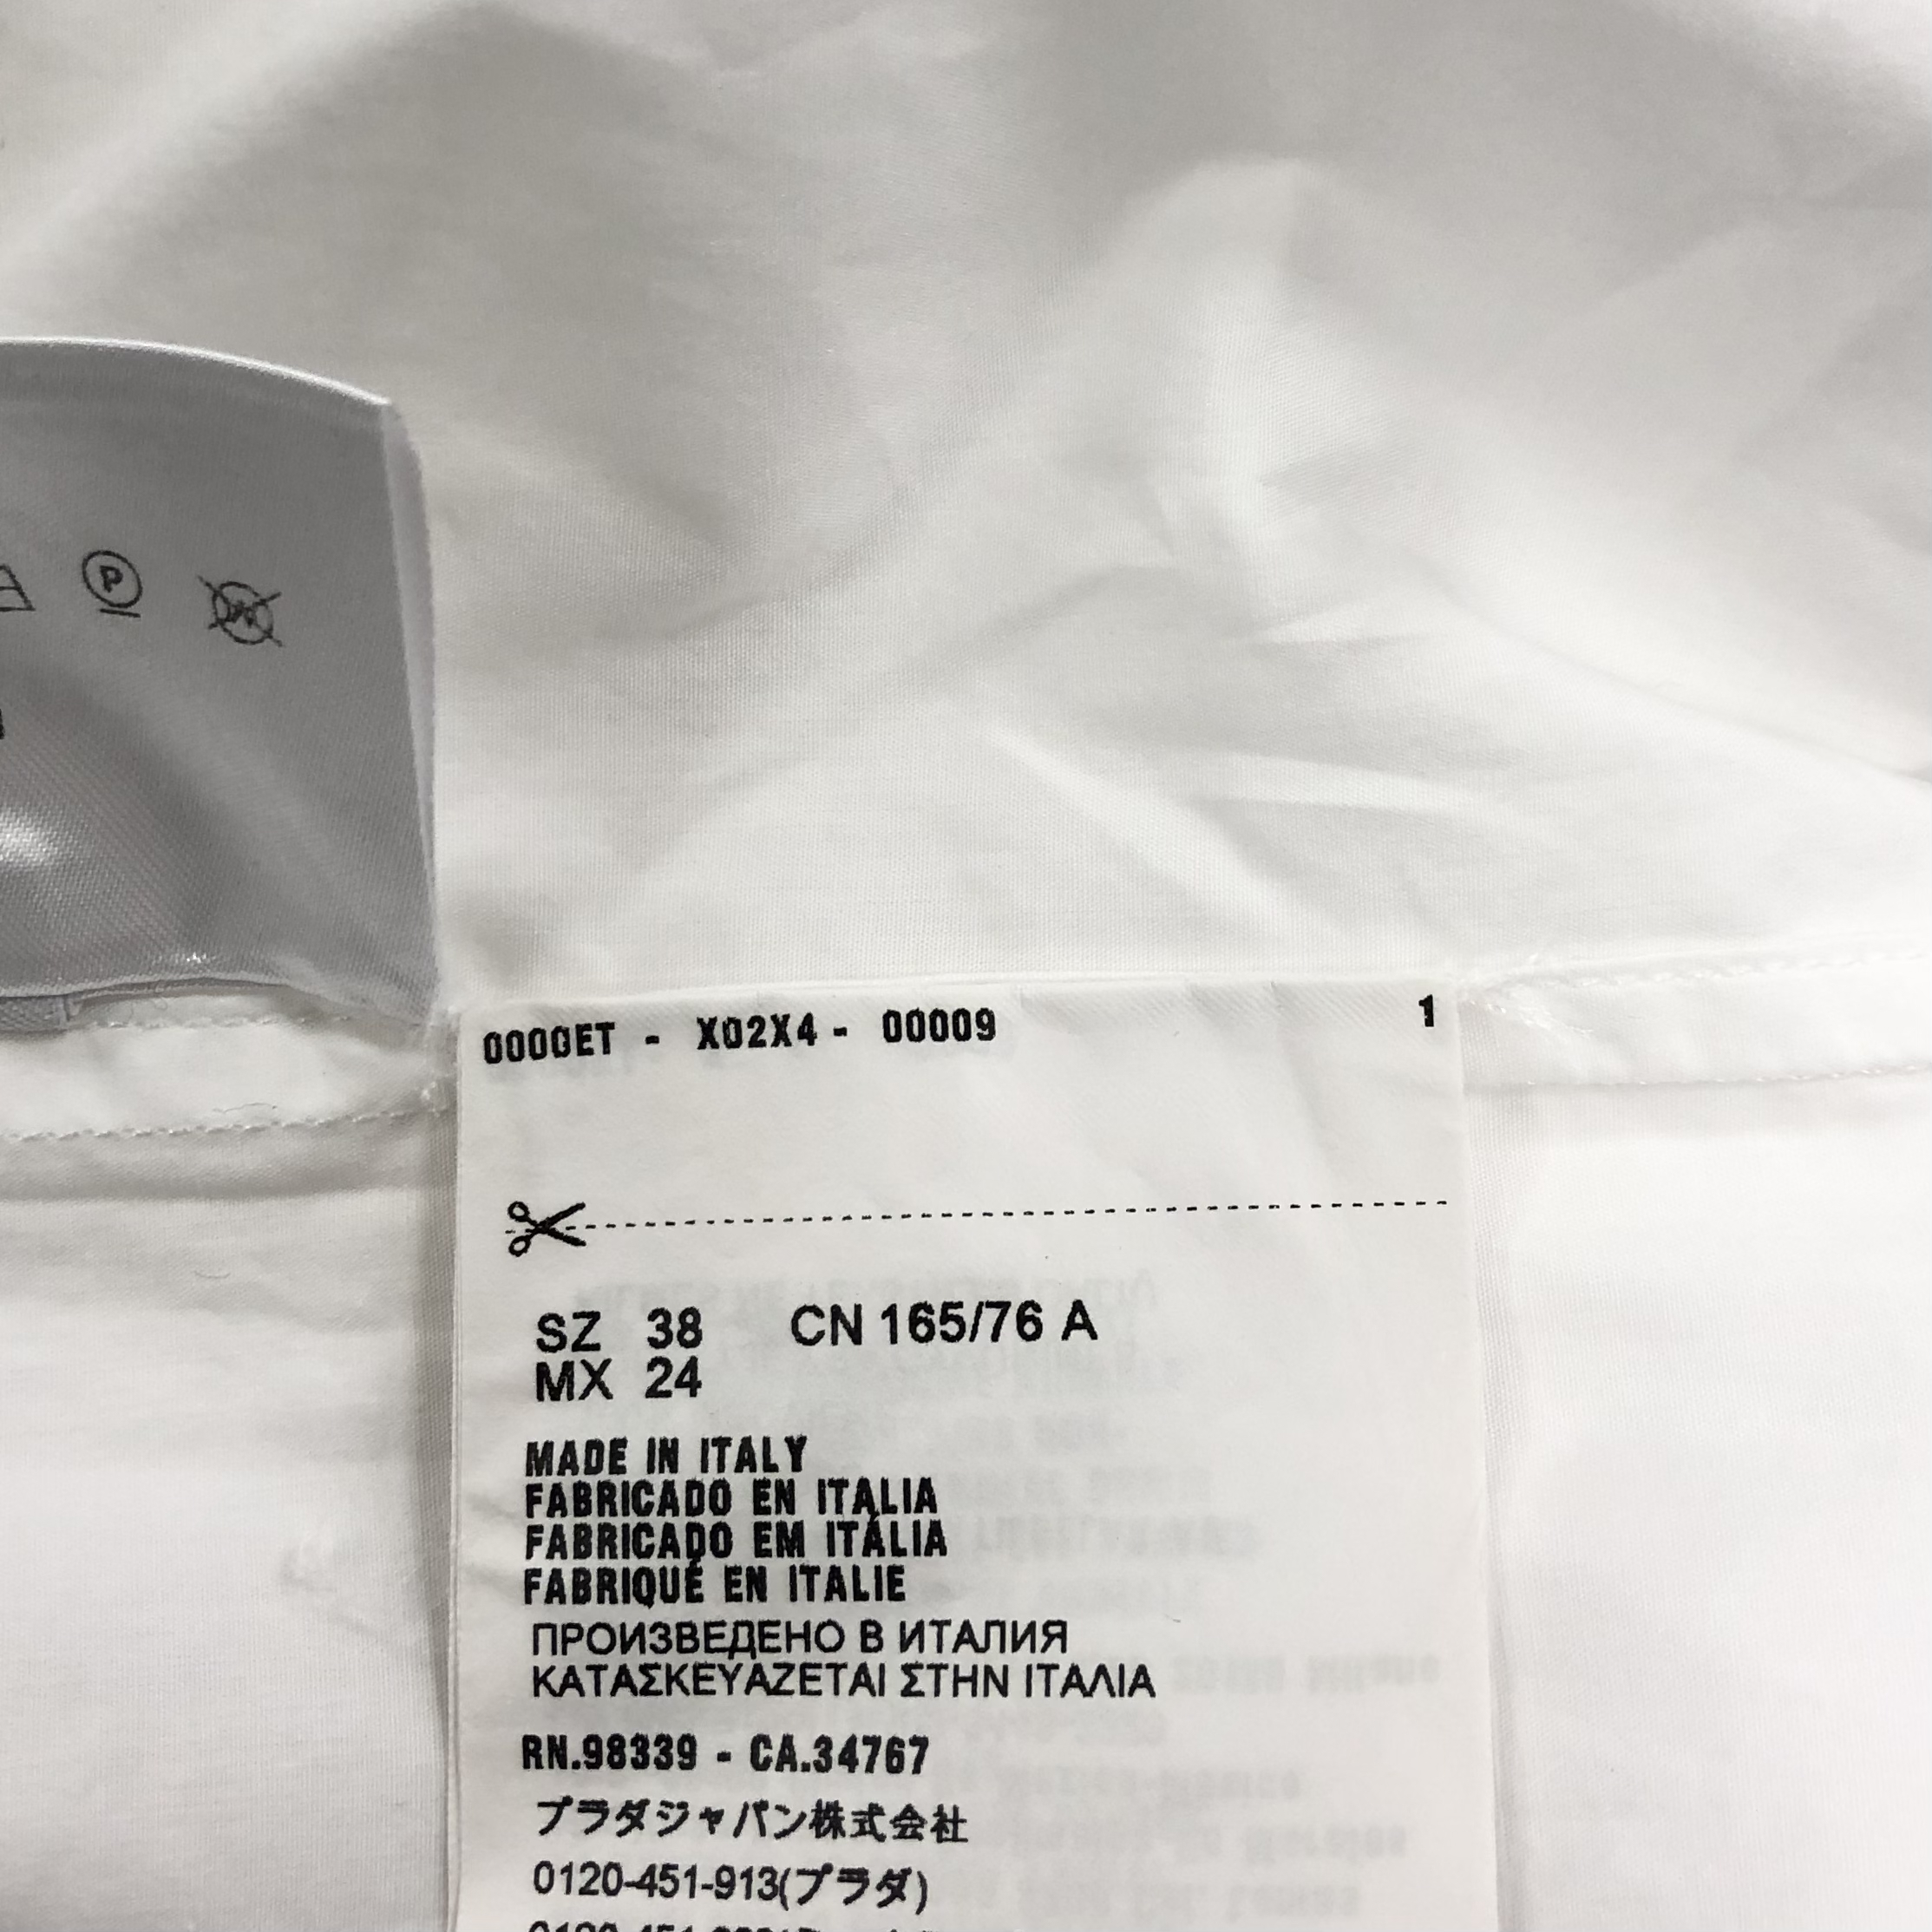 P
000GET - X02X4 - 00009 1
SZ 38 CN 165/76 A
MX 24
MADE IN ITALY
FABRICADO EN ITALIA
FABRICADO EM ITÁLIA
FABRIQUÉ EN ITALIE
ПРОИЗВЕДЕНО В ИТАЛИЯ
ΚΑΤΑΣΚΕΥΑΖΕΤΑΙ ΣΤΗΝ ΙΤΑΛΙΑ
RN.98339 - CA.34767
プラダジャパン株式会社
0120-451-913(プラダ)